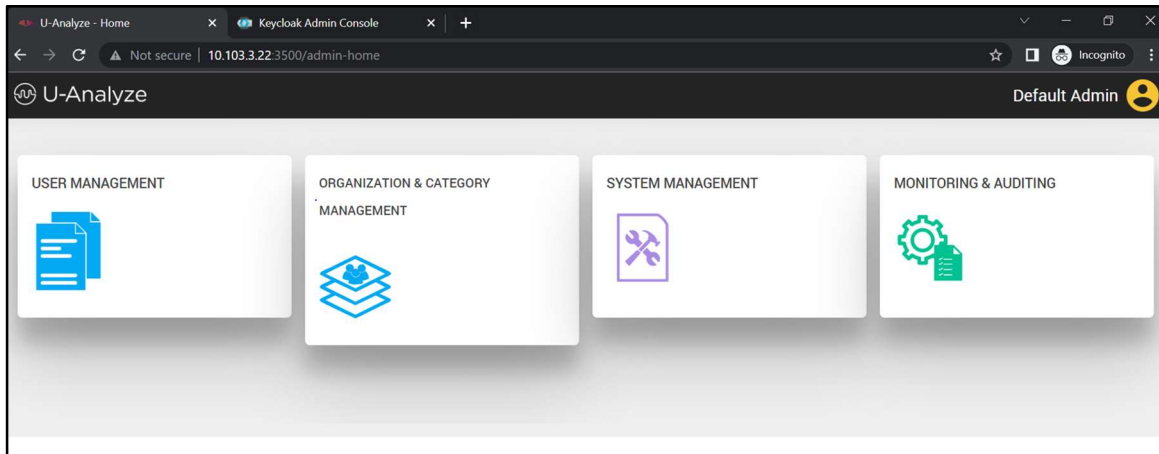 U-Analyze - Home
Keycloak Admin Console
Not secure | 10.103.3.22:3500/admin-home
Incognito
U-Analyze
Default Admin
USER MANAGEMENT
ORGANIZATION & CATEGORY
MANAGEMENT
SYSTEM MANAGEMENT
MONITORING & AUDITING